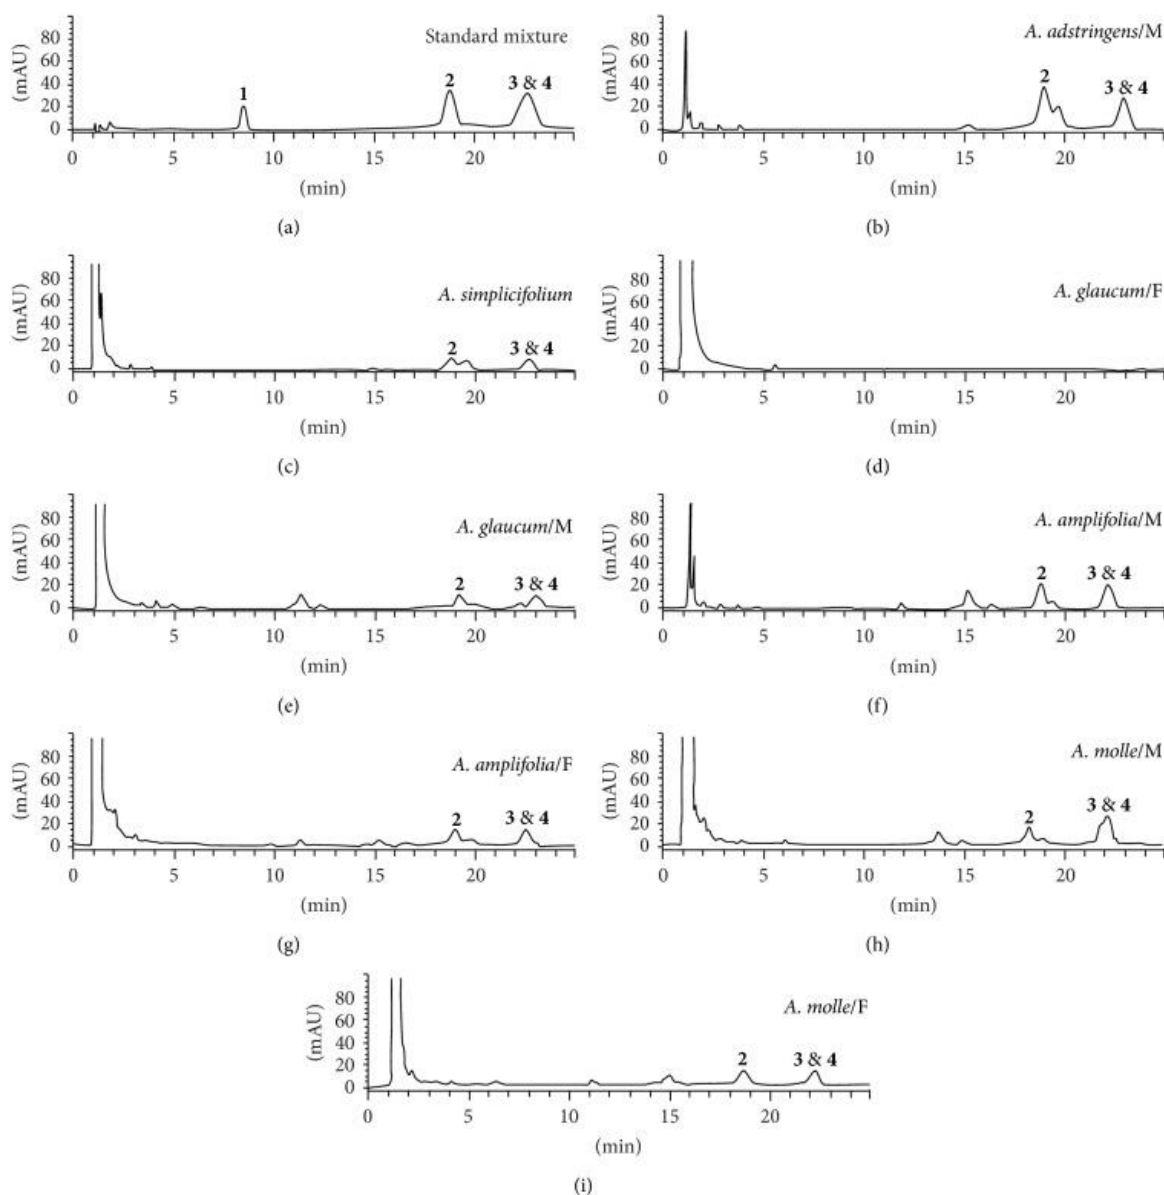 Standard mixture
(mAU)
80
60
40
20
0
1
2
3 & 4
0 5 10 15 20
(min)
(a)
A. adstringens/M
(mAU)
80
60
40
20
0
2
3 & 4
0 5 10 15 20
(min)
(b)
A. simplicifolium
(mAU)
80
60
40
20
0
2
3 & 4
0 5 10 15 20
(min)
(c)
A. glaucum/F
(mAU)
80
60
40
20
0
0 5 10 15 20
(min)
(d)
A. glaucum/M
(mAU)
80
60
40
20
0
2
3 & 4
0 5 10 15 20
(min)
(e)
A. amplifolia/M
(mAU)
80
60
40
20
0
2
3 & 4
0 5 10 15 20
(min)
(f)
A. amplifolia/F
(mAU)
80
60
40
20
0
2
3 & 4
0 5 10 15 20
(min)
(g)
A. molle/M
(mAU)
80
60
40
20
0
2
3 & 4
0 5 10 15 20
(min)
(h)
A. molle/F
(mAU)
80
60
40
20
0
2
3 & 4
0 5 10 15 20
(min)
(i)